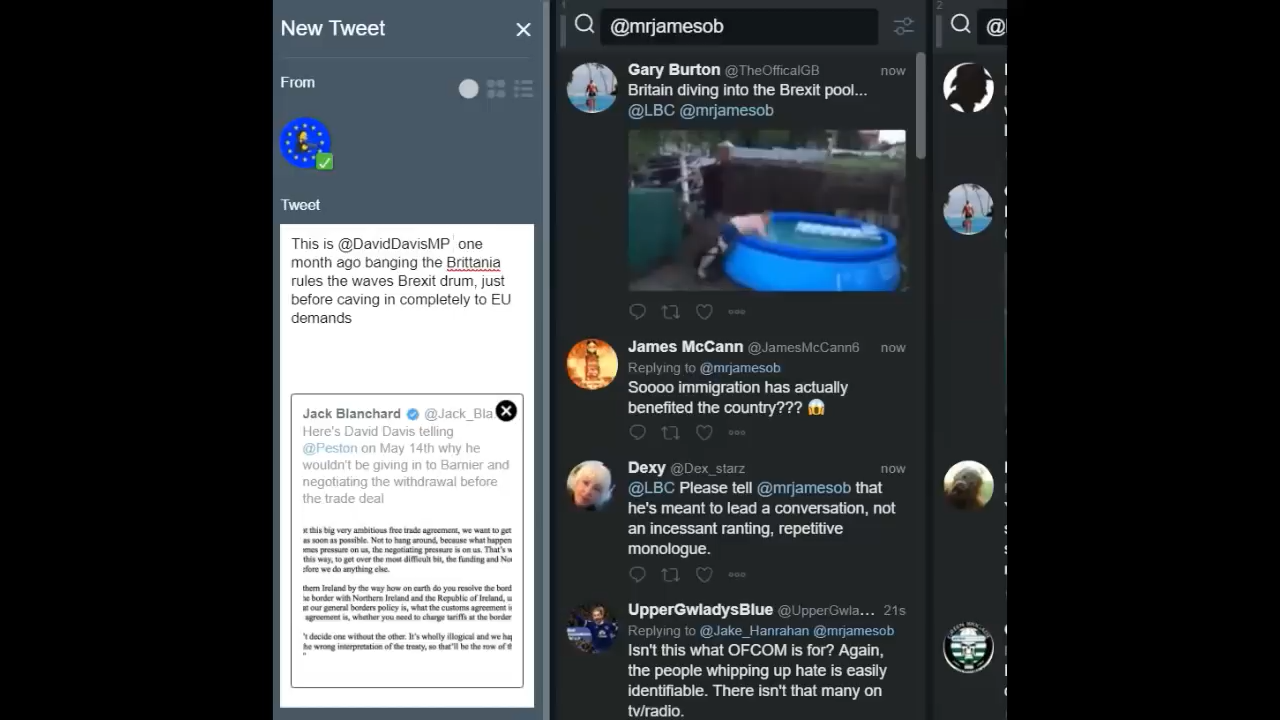 New Tweet
From
Tweet
This is @DavidDavisMP one
month ago banging the Brittania
rules the waves Brexit drum, just
before caving in completely to EU
demands
Jack Blanchard @Jack_Bla
Here's David Davis telling
@Peston on May 14th why he
wouldn't be giving in to Barnier and
negotiating the withdrawal before
the trade deal
t this big very ambitious free trade agreement, we want to get
as soon as possible. Not to hang around, because what happen
omes pressure on us, the negotiating pressure is on us. That's w
this way, to get over the most difficult bit, the funding and No
efore we do anything else.
thern Ireland by the way how on earth do you resolve the bord
he border with Northern Ireland and the Republic of Ireland, u
at our general borders policy is, what the customs agreement is
agreement is, whether you need to charge tariffs at the border
't decide one without the other. It's wholly illogical and we hap
he wrong interpretation of the treaty, so that'll be the row of th
"
1
@mrjamesob
Gary Burton @TheOfficalGB now
Britain diving into the Brexit pool...
@LBC @mrjamesob
James McCann @JamesMcCann6 now
Replying to @mrjamesob
Soooo immigration has actually
benefited the country??? 😱
Dexy @Dex_starz now
@LBC Please tell @mrjamesob that
he's meant to lead a conversation, not
an incessant ranting, repetitive
monologue.
UpperGwladysBlue @UpperGwla... 21s
Replying to @Jake_Hanrahan @mrjamesob
Isn't this what OFCOM is for? Again,
the people whipping up hate is easily
identifiable. There isn't that many on
tv/radio.
2
@